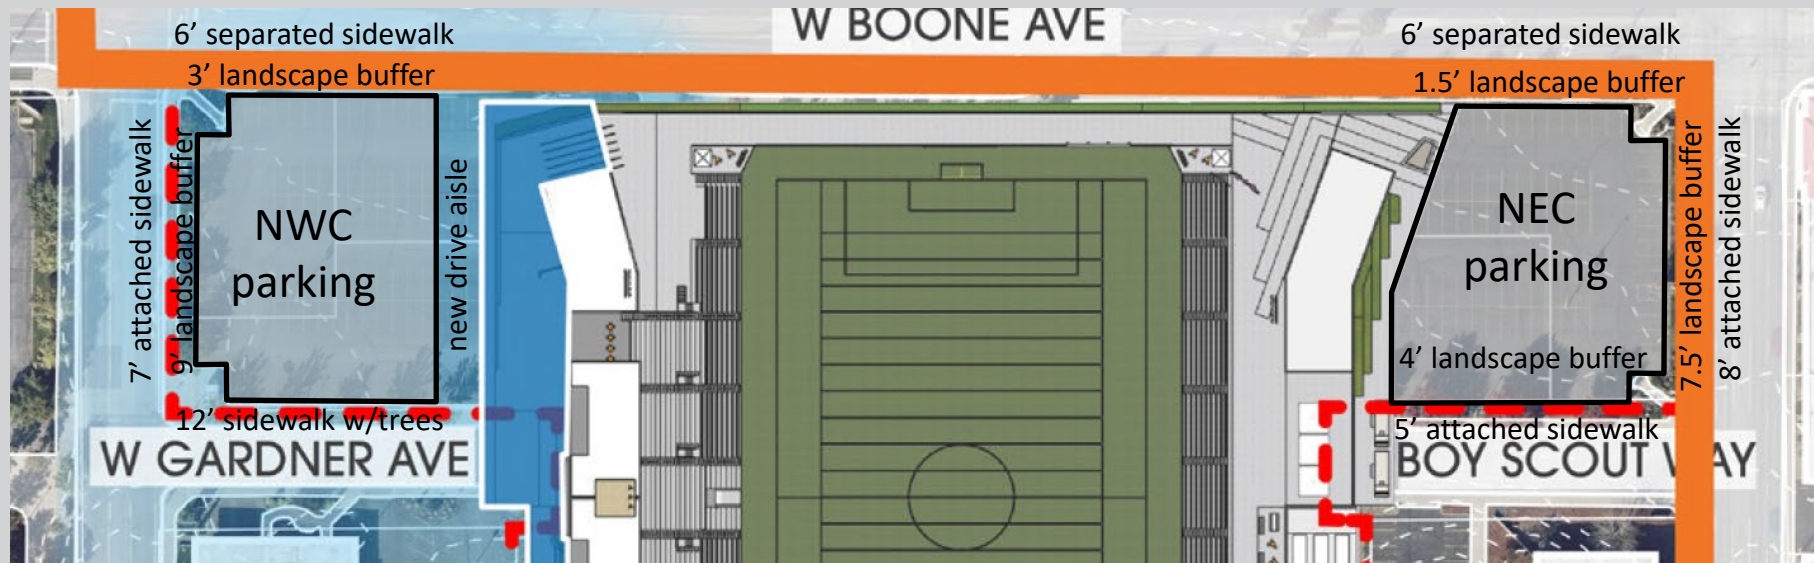 W BOONE AVE
6’ separated sidewalk
3’ landscape buffer
6’ separated sidewalk
1.5’ landscape buffer
7’ attached sidewalk
9’ landscape buffer
NWC
parking
new drive aisle
NEC
parking
4’ landscape buffer
7.5’ landscape buffer
8’ attached sidewalk
12’ sidewalk w/trees
W GARDNER AVE
5’ attached sidewalk
BOY SCOUT WAY